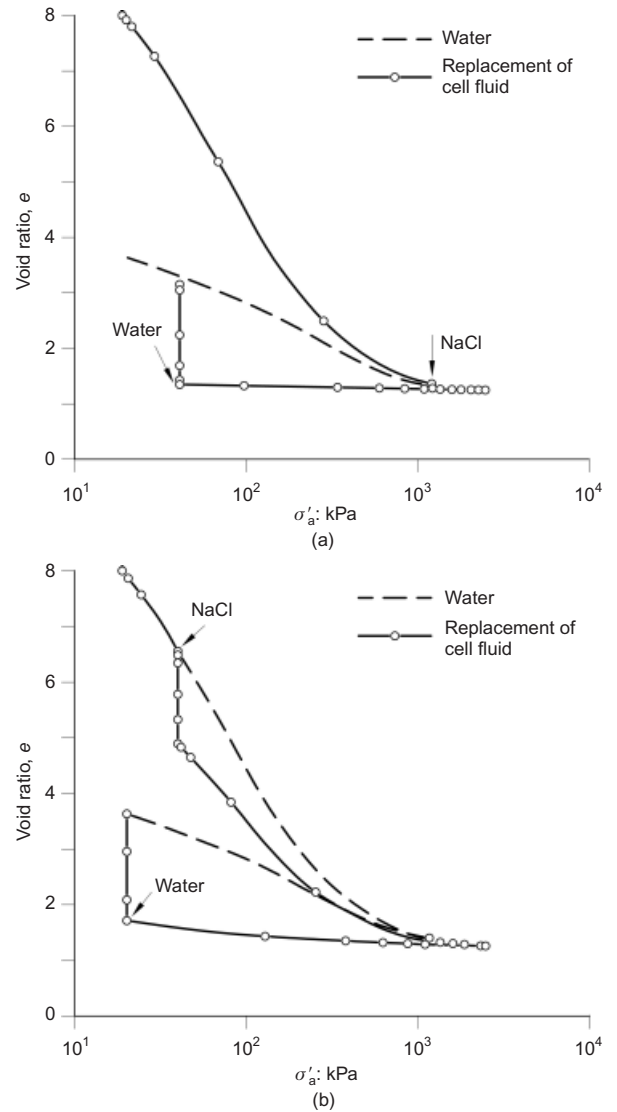 8
Water
Replacement of
cell fluid
6
Void ratio, e
4
Water
NaCl
2
0
10¹
10²
10³
10⁴
σ′a: kPa
(a)
8
NaCl
Water
Replacement of
cell fluid
6
Void ratio, e
4
Water
2
0
10¹
10²
10³
10⁴
σ′a: kPa
(b)